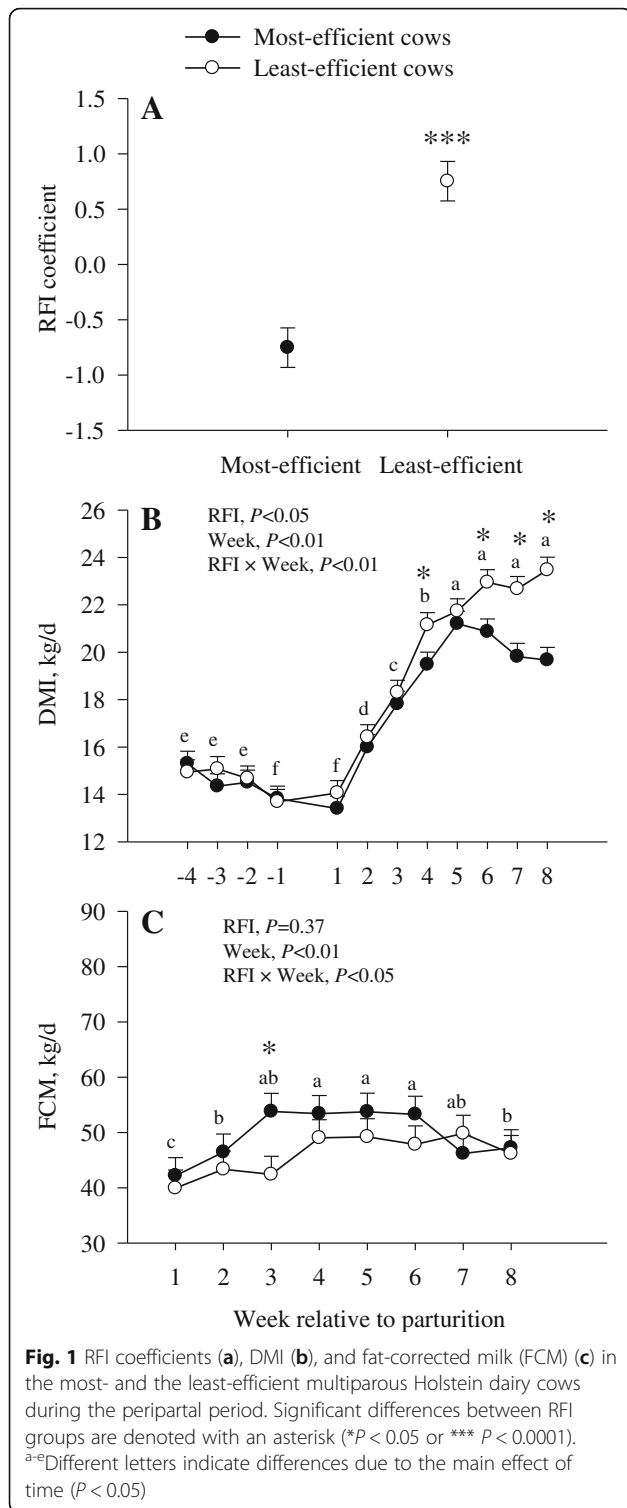 Most-efficient cows
Least-efficient cows
A
***
RFI coefficient
1.5
1.0
0.5
0.0
-0.5
-1.0
-1.5
Most-efficient Least-efficient
B
RFI, P<0.05
Week, P<0.01
RFI × Week, P<0.01
DMI, kg/d
26
24
22
20
18
16
14
12
e e e f f d c * b a * a * a * a
-4 -3 -2 -1 1 2 3 4 5 6 7 8
C
RFI, P=0.37
Week, P<0.01
RFI × Week, P<0.05
FCM, kg/d
90
80
70
60
50
40
30
c b * ab a a a ab b
1 2 3 4 5 6 7 8
Week relative to parturition
Fig. 1 RFI coefficients (a), DMI (b), and fat-corrected milk (FCM) (c) in
the most- and the least-efficient multiparous Holstein dairy cows
during the peripartal period. Significant differences between RFI
groups are denoted with an asterisk (*P < 0.05 or *** P < 0.0001).
a-eDifferent letters indicate differences due to the main effect of
time (P < 0.05)